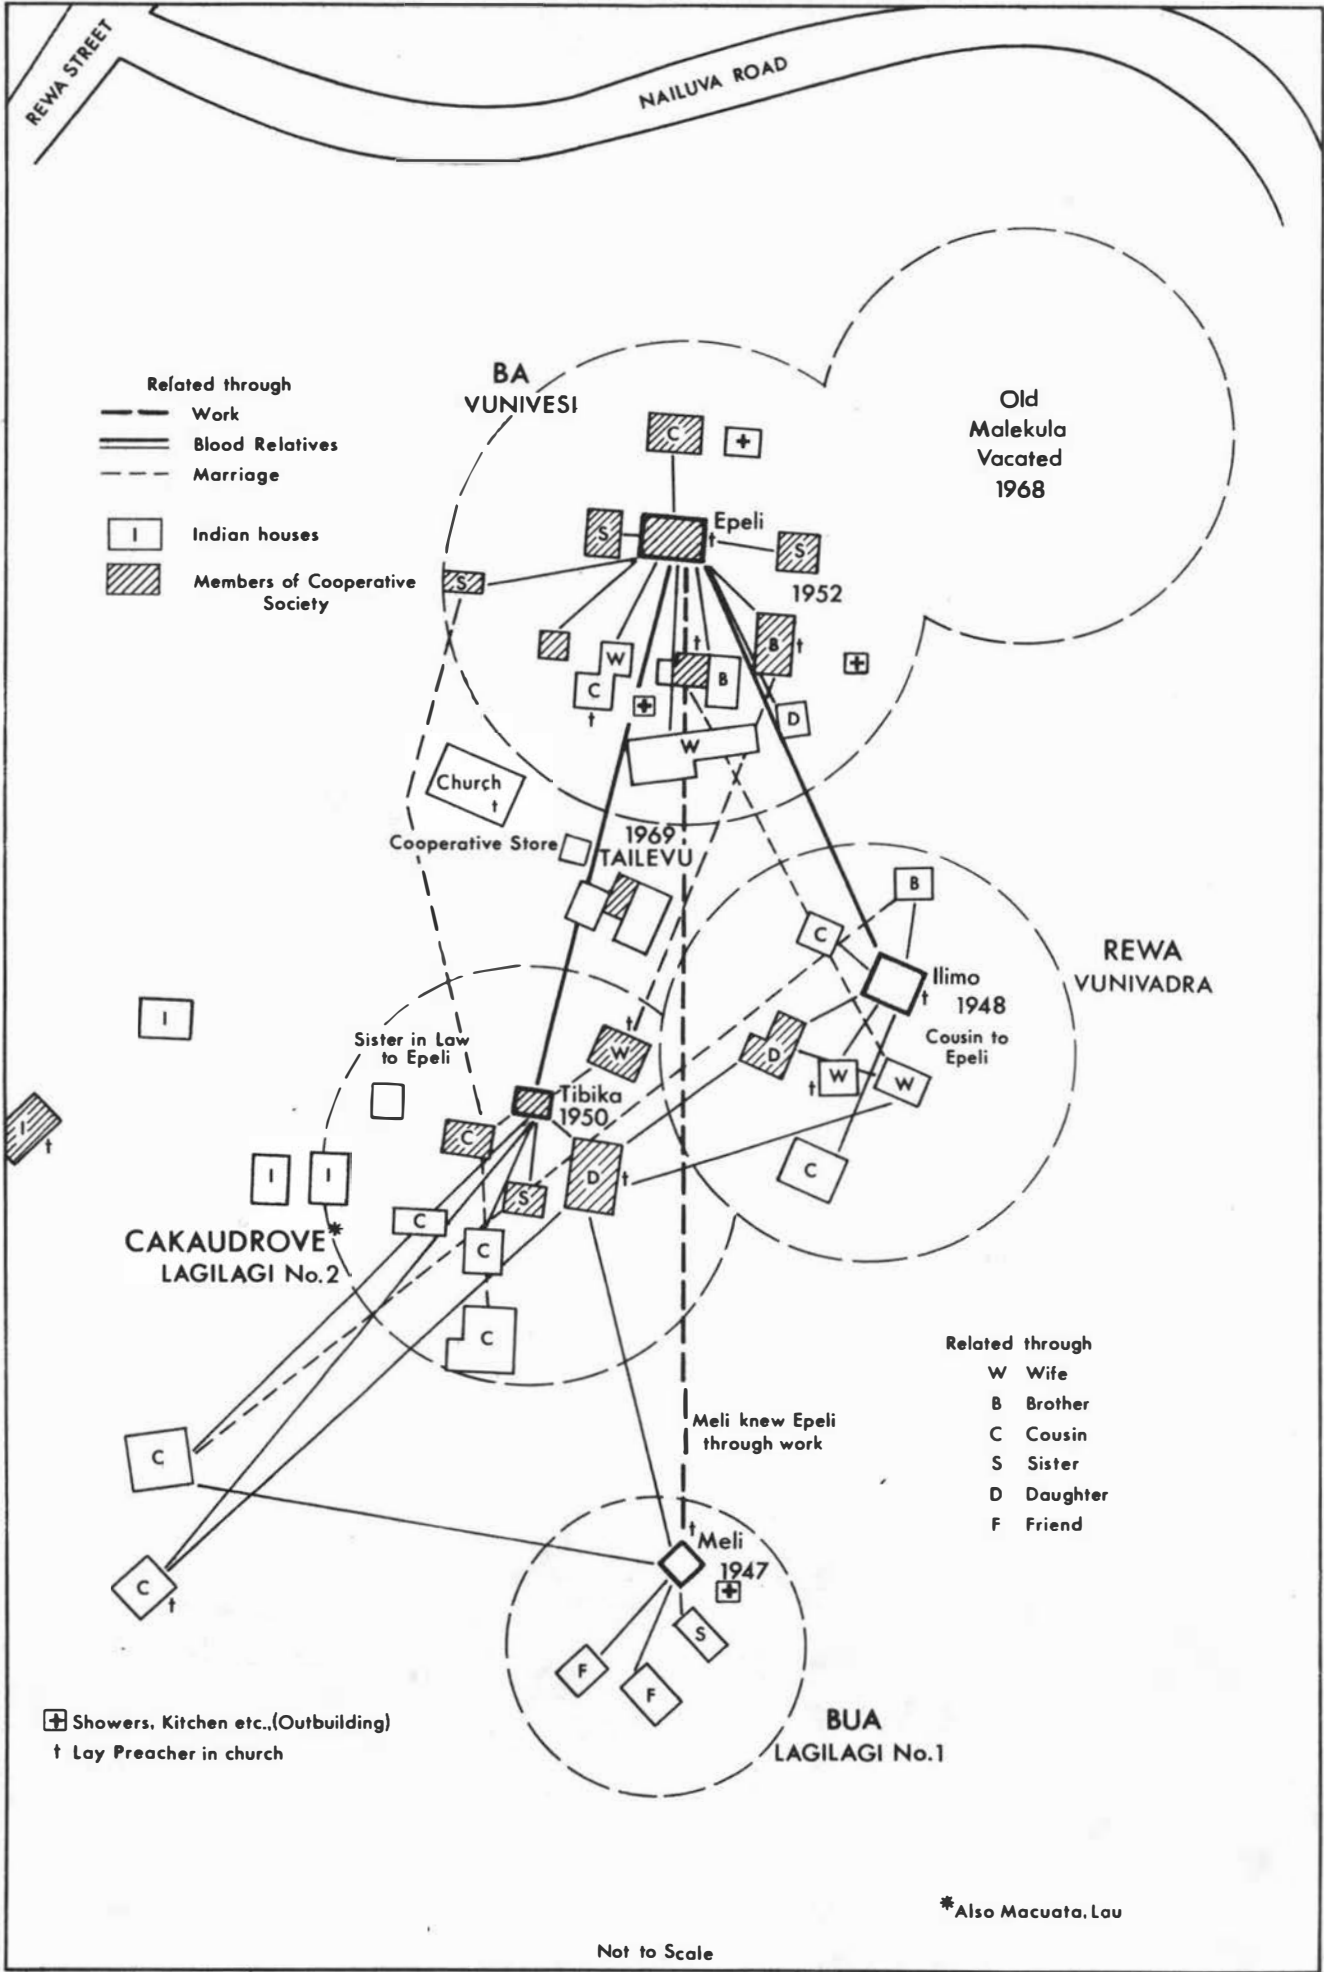 REWA STREET
NAILUVA ROAD
Related through
Work
Blood Relatives
Marriage
I Indian houses
Members of Cooperative
Society
BA
VUNIVESI
Old
Malekula
Vacated
1968
C
S
Epeli
t
S
1952
S
W
C
t
t
B
B
t
D
W
Church
t
Cooperative Store
1969
TAILEVU
B
C
Ilimo
t
1948
Cousin to
Epeli
REWA
VUNIVADRA
D
W
t
W
C
I
I
t
I
I
Sister in Law
to Epeli
t
W
Tibika
1950
C
D
t
S
C
C
C
CAKAUDROVE*
LAGILAGI No.2
C
C
t
Meli knew Epeli
through work
Related through
W Wife
B Brother
C Cousin
S Sister
D Daughter
F Friend
t
Meli
1947
S
F
F
BUA
LAGILAGI No.1
Showers, Kitchen etc.,(Outbuilding)
t Lay Preacher in church
*Also Macuata, Lau
Not to Scale